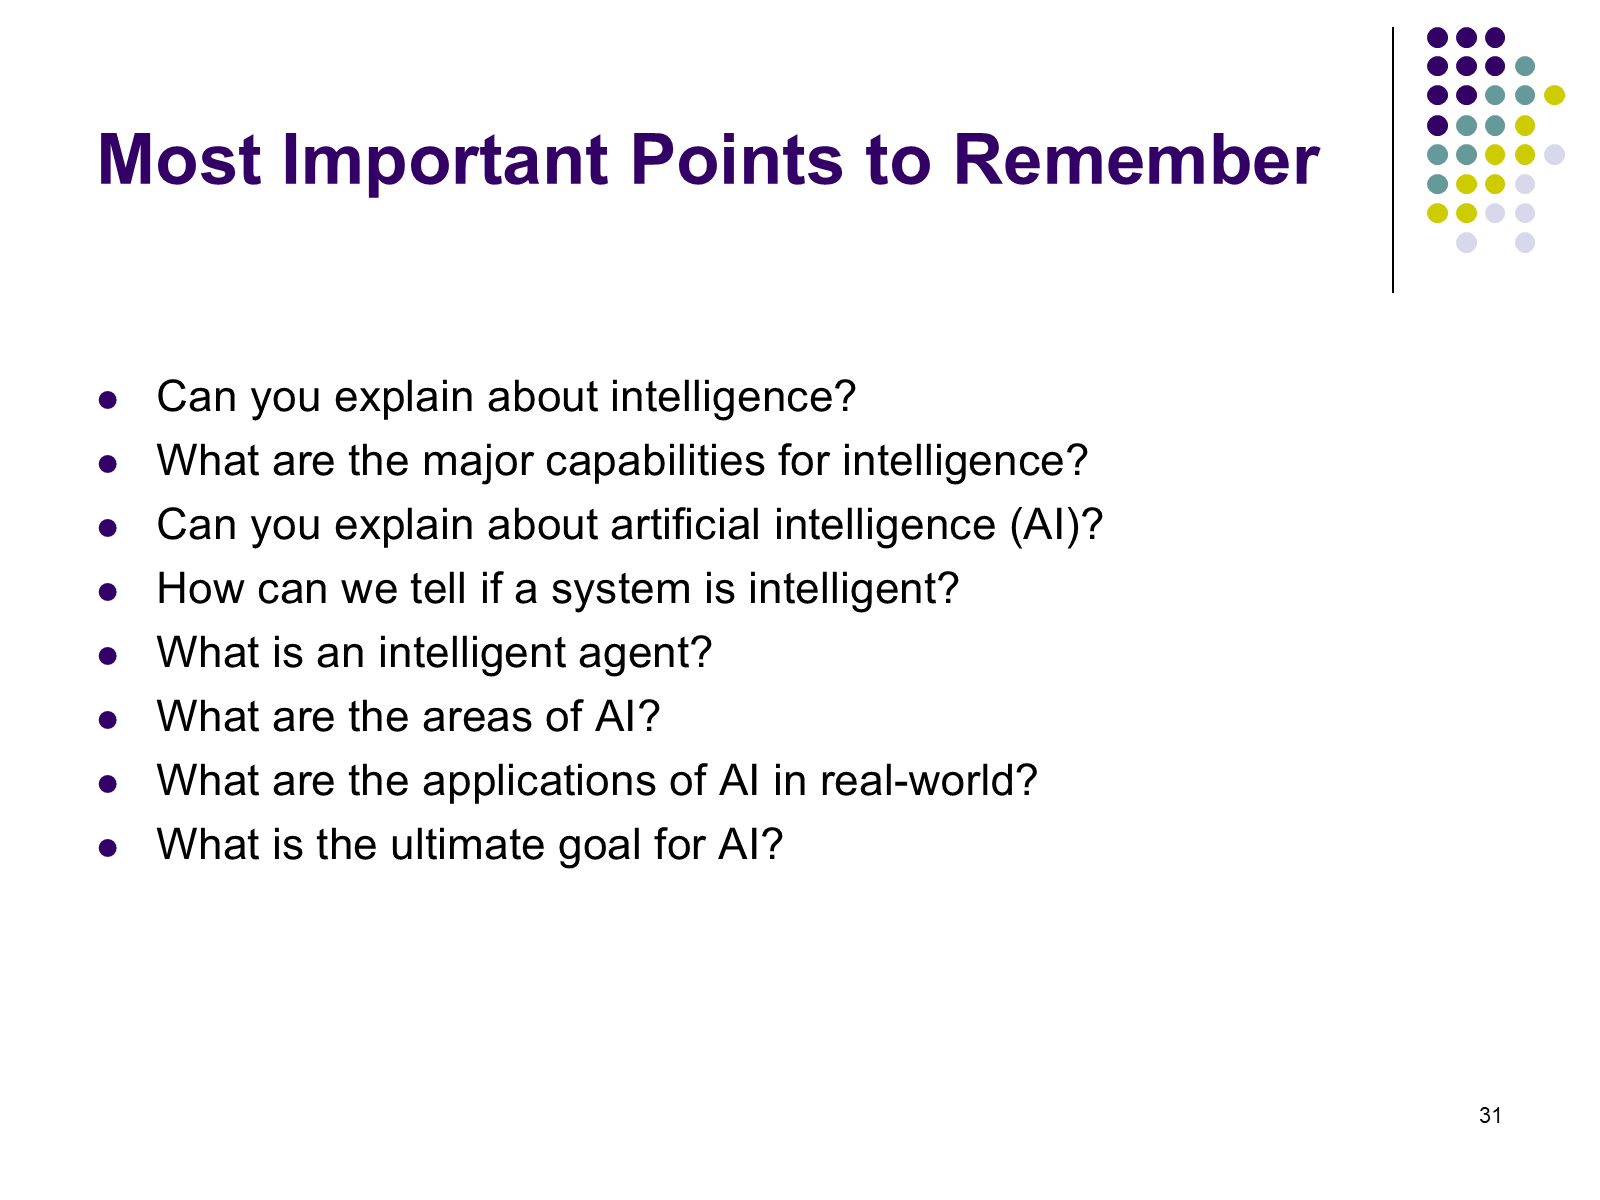 Most Important Points to Remember
Can you explain about intelligence?
What are the major capabilities for intelligence?
Can you explain about artificial intelligence (AI)?
How can we tell if a system is intelligent?
What is an intelligent agent?
What are the areas of AI?
What are the applications of AI in real-world?
What is the ultimate goal for AI?
31